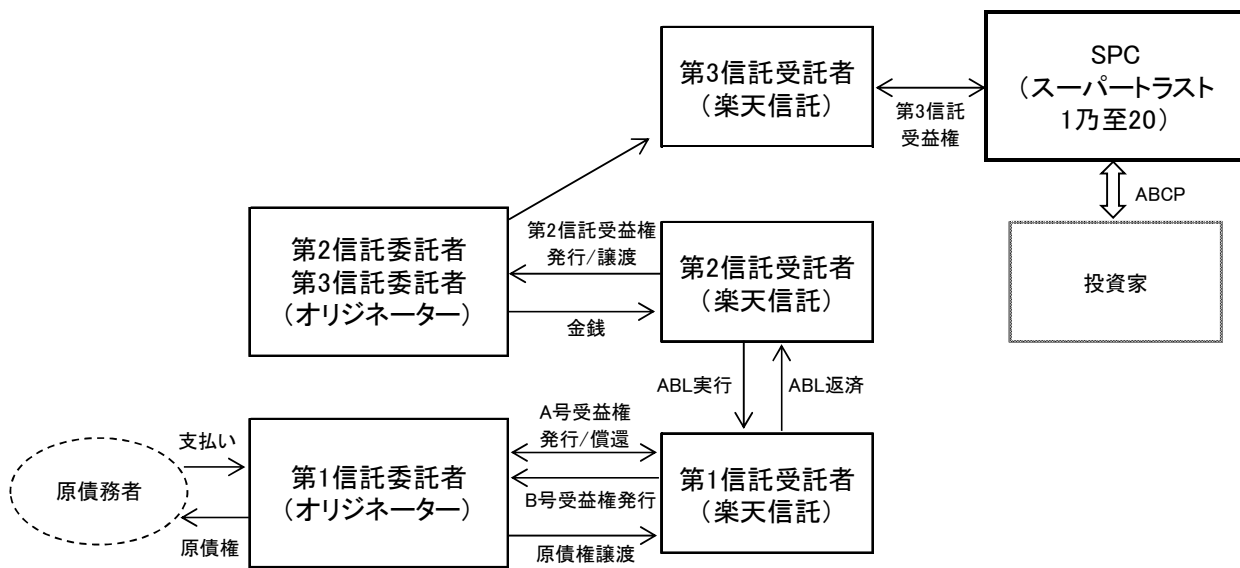 第3信託受託者
（楽天信託）
第3信託
受益権
SPC
（スーパートラスト
1乃至20）
ABCP
投資家
第2信託委託者
第3信託委託者
（オリジネーター）
第2信託受益権
発行/譲渡
金銭
第2信託受託者
（楽天信託）
ABL実行
ABL返済
原債務者
支払い
原債権
第1信託委託者
（オリジネーター）
A号受益権
発行/償還
B号受益権発行
原債権譲渡
第1信託受託者
（楽天信託）